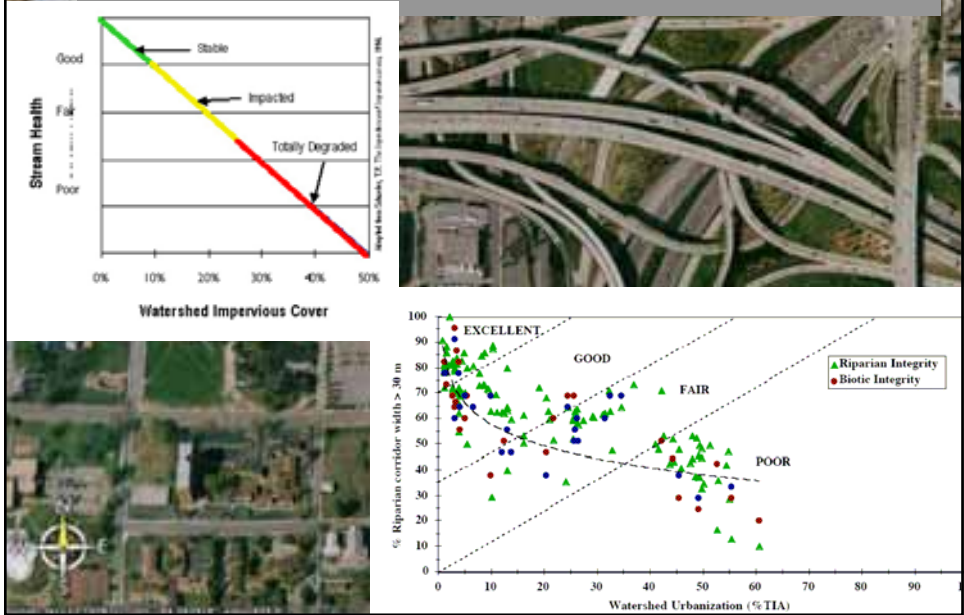 Stream Health
Good
Fair
Poor
Stable
Impacted
Totally Degraded
0%
10%
20%
30%
40%
50%
Watershed Impervious Cover
% Riparian corridor width > 30 m
100
90
80
70
60
50
40
30
20
10
0
EXCELLENT
GOOD
FAIR
POOR
Riparian Integrity
Biotic Integrity
0
10
20
30
40
50
60
70
80
90
Watershed Urbanization (%TIA)
N
E